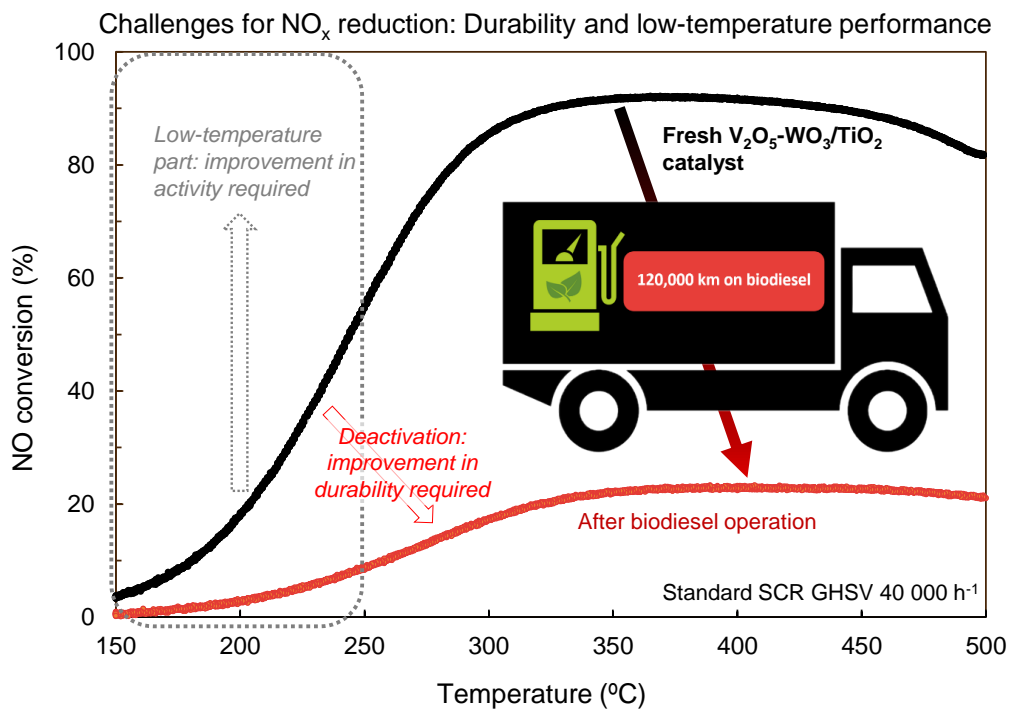 Challenges for NOₓ reduction: Durability and low-temperature performance
100
80
60
40
20
0
NO conversion (%)
Low-temperature
part: improvement in
activity required
Fresh V₂O₅-WO₃/TiO₂
catalyst
120,000 km on biodiesel
Deactivation:
improvement in
durability required
After biodiesel operation
Standard SCR GHSV 40 000 h⁻¹
150
200
250
300
350
400
450
500
Temperature (ºC)